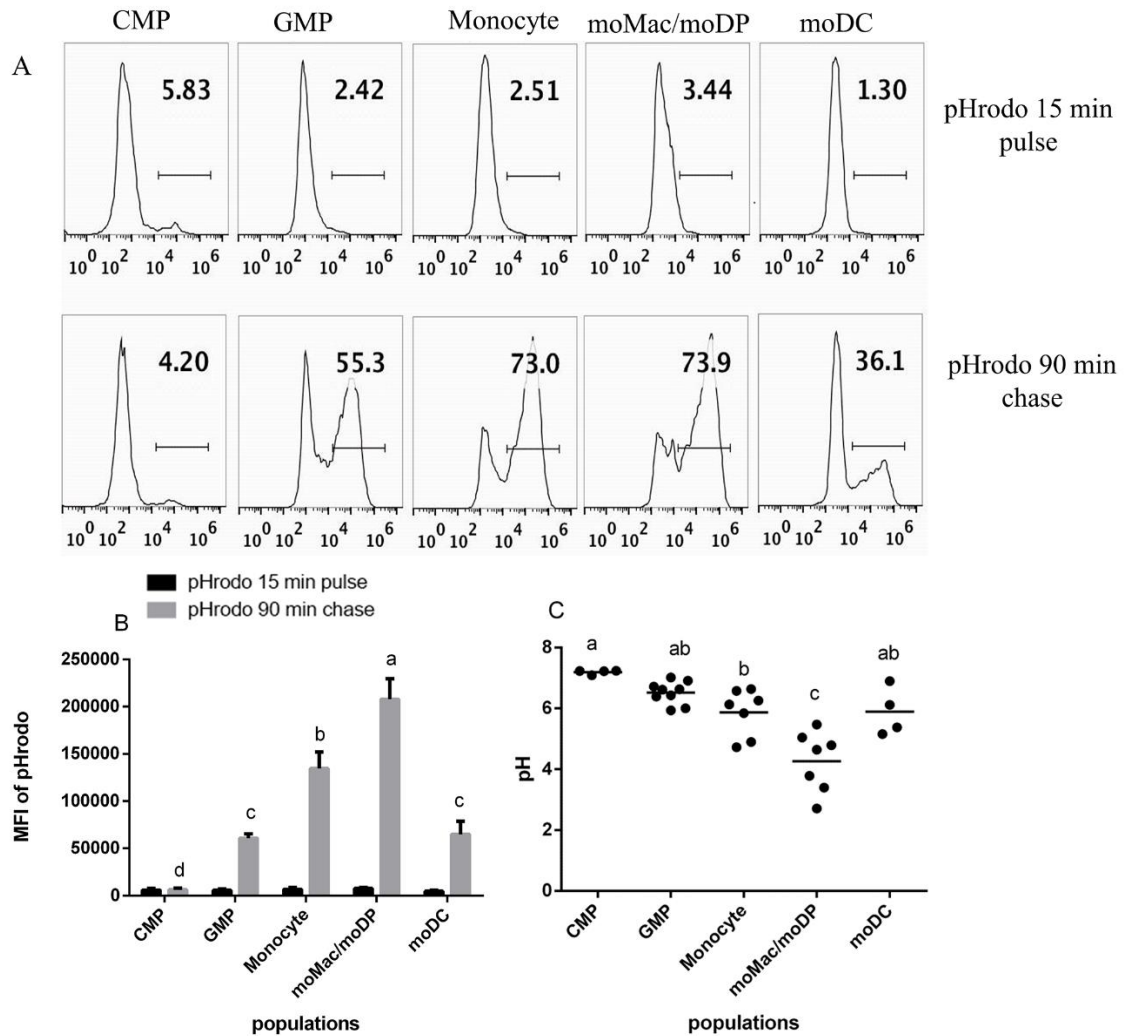 CMP GMP Monocyte moMac/moDP moDC
A
5.83 2.42 2.51 3.44 1.30
pHrodo 15 min
pulse
10^0 10^2 10^4 10^6 10^0 10^2 10^4 10^6 10^0 10^2 10^4 10^6 10^0 10^2 10^4 10^6 10^0 10^2 10^4 10^6
4.20 55.3 73.0 73.9 36.1
pHrodo 90 min
chase
10^0 10^2 10^4 10^6 10^0 10^2 10^4 10^6 10^0 10^2 10^4 10^6 10^0 10^2 10^4 10^6 10^0 10^2 10^4 10^6
pHrodo 15 min pulse
pHrodo 90 min chase
B
MFI of pHrodo
250000
200000
150000
100000
50000
0
d c b a c
CMP GMP Monocyte moMac/moDP moDC
populations
C
pH
8
6
4
2
0
a ab b c ab
CMP GMP Monocyte moMac/moDP moDC
populations